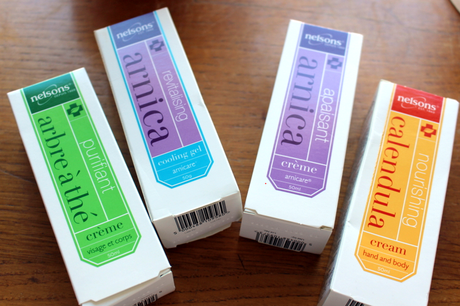 nelsons
arbre à thé
purifiant
crème
visage et corps
nelsons
arnica
revitalising
cooling gel
arnicare
nelsons
arnica
apaisant
crème
arnicare
nelsons
calendula
nourishing
cream
hand and body